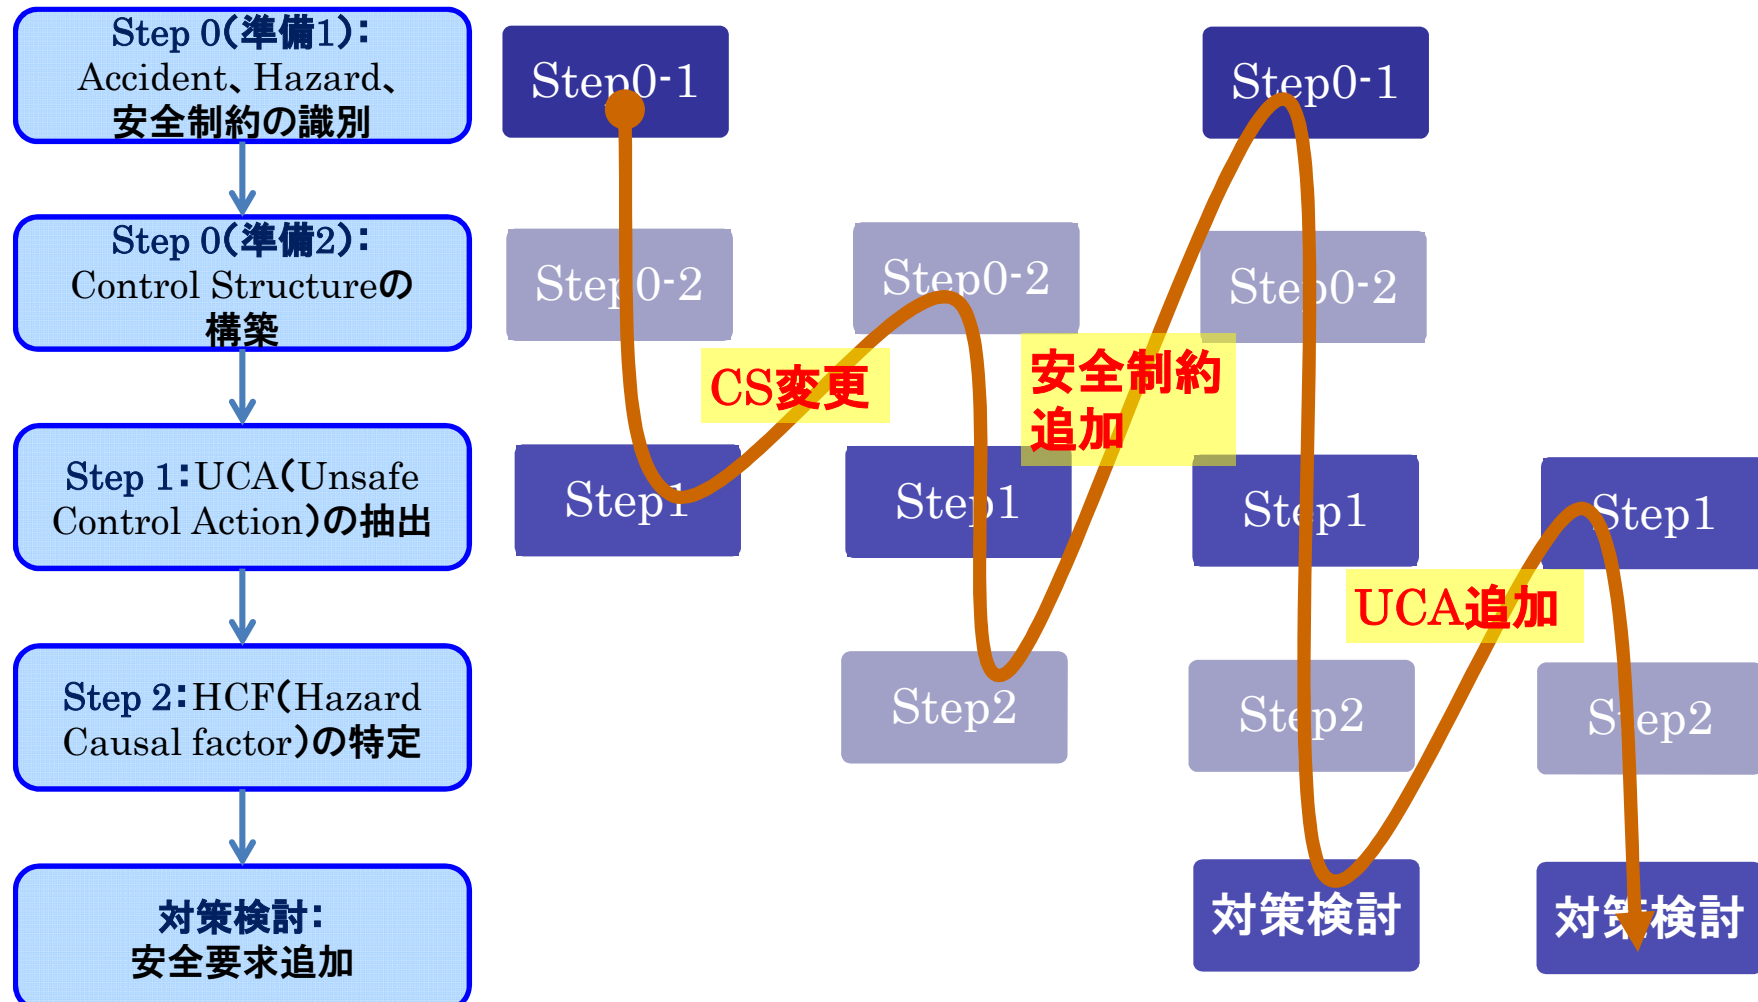 Step 0(準備1):
Accident、Hazard、
安全制約の識別
Step 0(準備2):
Control Structureの
構築
Step 1:UCA(Unsafe
Control Action)の抽出
Step 2:HCF(Hazard
Causal factor)の特定
対策検討:
安全要求追加
Step0-1
Step0-2
Step1
CS変更
Step0-2
Step1
Step2
安全制約
追加
Step0-1
Step0-2
Step1
Step2
対策検討
UCA追加
Step1
Step2
対策検討